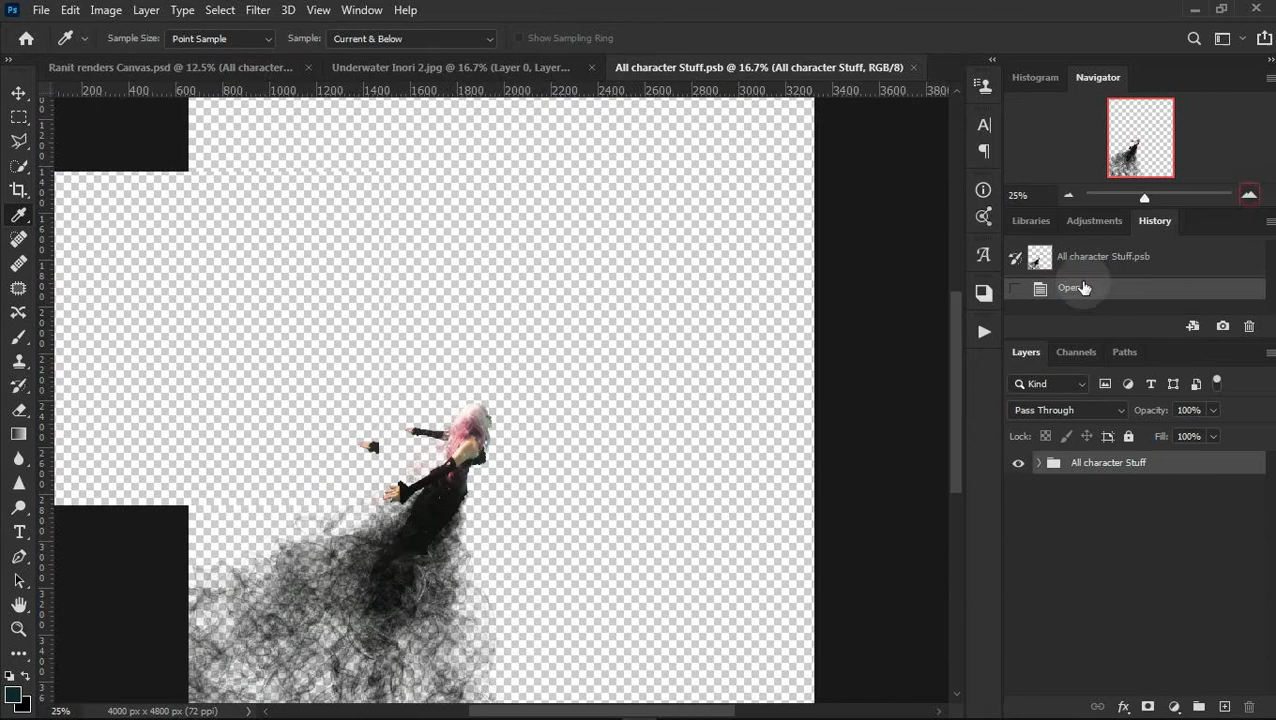 Ps File Edit Image Layer Type Select Filter 3D View Window Help
Sample Size: Point Sample Sample: Current & Below Show Sampling Ring
Ranit renders Canvas.psd @ 12.5% (All character... × Underwater Inori 2.jpg @ 16.7% (Layer 0, Layer... × All character Stuff.psb @ 16.7% (All character Stuff, RGB/8) ×
Histogram Navigator
200 400 600 800 1000 1200 1400 1600 1800 2000 2200 2400 2600 2800 3000 3200 3400 3600 3800
25%
Libraries Adjustments History
All character Stuff.psb
Open
Layers Channels Paths
Kind
Pass Through Opacity: 100%
Lock: Fill: 100%
All character Stuff
25% 4000 px x 4800 px (72 ppi)